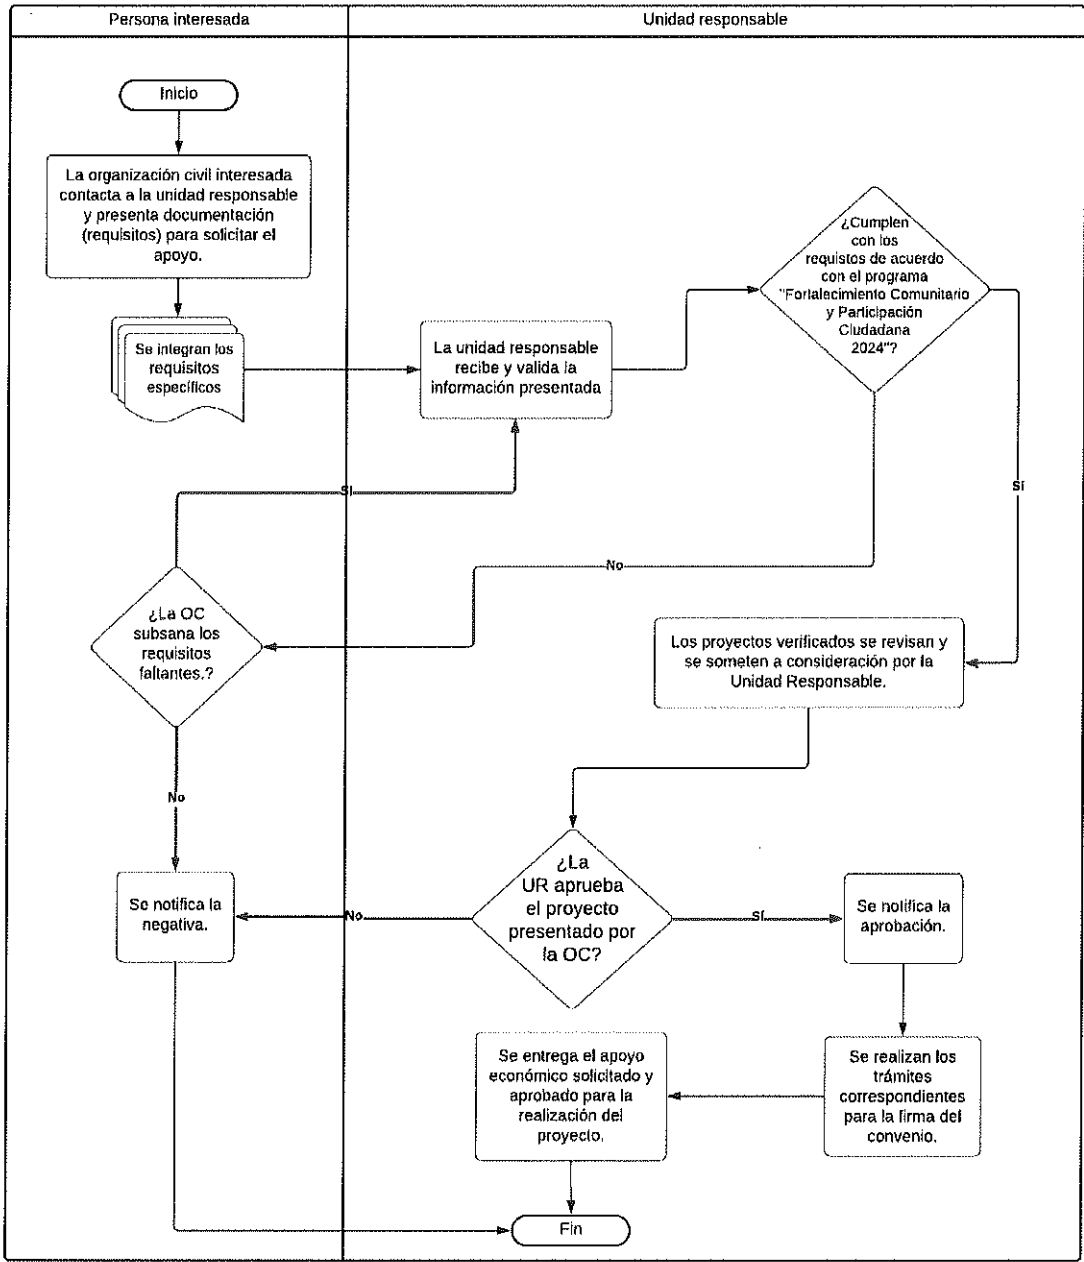 Persona interesada
Unidad responsable
Inicio
La organización civil interesada
contacta a la unidad responsable
y presenta documentación
(requisitos) para solicitar el
apoyo.
Se integran los
requisitos
específicos
La unidad responsable
recibe y valida la
información presentada
¿Cumplen
con los
requistos de acuerdo
con el programa
"Fortalecimiento Comunitario
y Participación
Ciudadana
2024"?
Sí
Sí
No
¿La OC
subsana los
requisitos
faltantes.?
Los proyectos verificados se revisan y
se someten a consideración por la
Unidad Responsable.
No
Se notifica la
negativa.
No
¿La
UR aprueba
el proyecto
presentado por
la OC?
Sí
Se notifica la
aprobación.
Se entrega el apoyo
económico solicitado y
aprobado para la
realización del
proyecto.
Se realizan los
trámites
correspondientes
para la firma del
convenio.
Fin